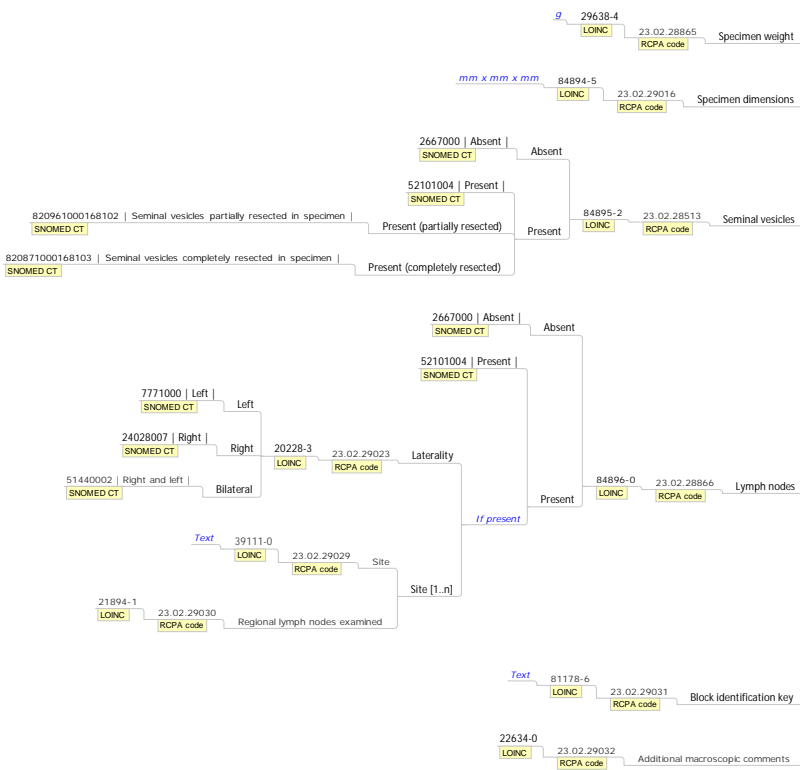 g 29638-4 23.02.28865 Specimen weight
LOINC RCPA code
mm x mm x mm 84894-5 23.02.29016 Specimen dimensions
LOINC RCPA code
2667000 | Absent | Absent
SNOMED CT
52101004 | Present |
SNOMED CT
820961000168102 | Seminal vesicles partially resected in specimen | Present (partially resected) Present 84895-2 23.02.28513 Seminal vesicles
SNOMED CT LOINC RCPA code
820871000168103 | Seminal vesicles completely resected in specimen | Present (completely resected)
SNOMED CT
2667000 | Absent | Absent
SNOMED CT
52101004 | Present |
SNOMED CT
7771000 | Left | Left
SNOMED CT
24028007 | Right | Right 20228-3 23.02.29023 Laterality
SNOMED CT LOINC RCPA code
51440002 | Right and left | Bilateral
SNOMED CT
Present 84896-0 23.02.28866 Lymph nodes
LOINC RCPA code
If present
Text 39111-0 23.02.29029 Site
LOINC RCPA code
Site [1..n]
21894-1 23.02.29030 Regional lymph nodes examined
LOINC RCPA code
Text 81178-6 23.02.29031 Block identification key
LOINC RCPA code
22634-0 23.02.29032 Additional macroscopic comments
LOINC RCPA code